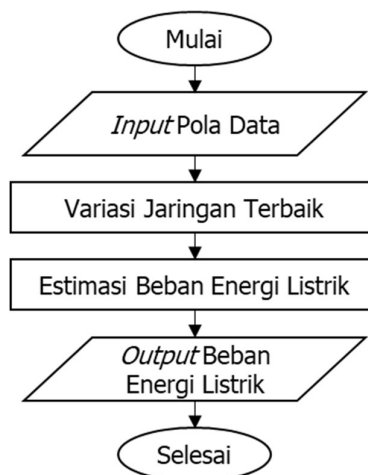 Mulai
Input Pola Data
Variasi Jaringan Terbaik
Estimasi Beban Energi Listrik
Output Beban
Energi Listrik
Selesai